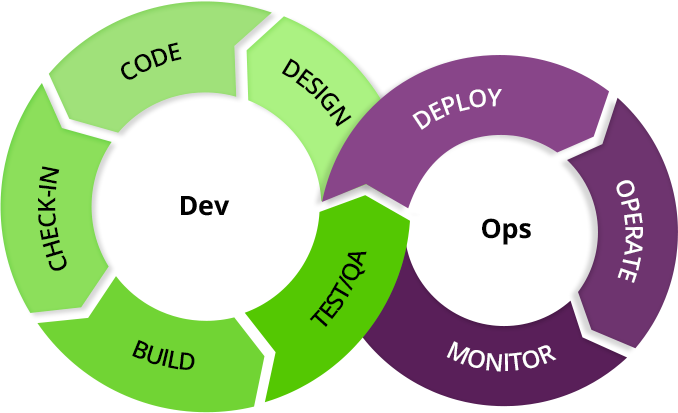 DESIGN
CODE
CHECK-IN
BUILD
TEST/QA
Dev
DEPLOY
OPERATE
MONITOR
Ops